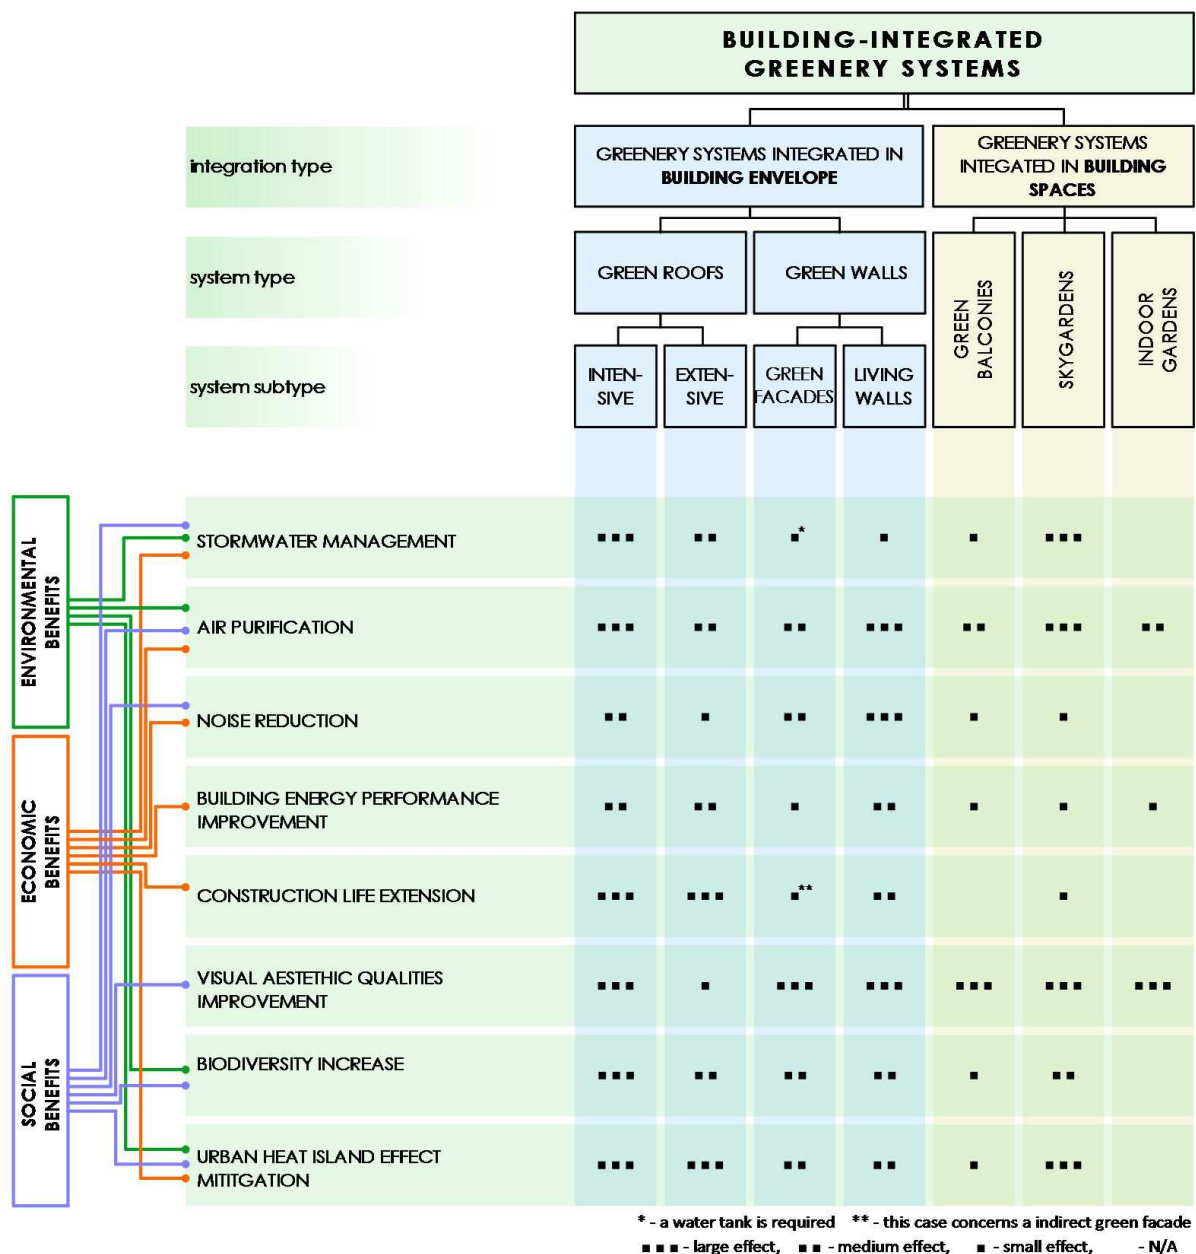 BUILDING-INTEGRATED
GREENERY SYSTEMS
integration type
GREENERY SYSTEMS INTEGRATED IN
BUILDING ENVELOPE
GREENERY SYSTEMS
INTEGATED IN BUILDING
SPACES
system type
GREEN ROOFS
GREEN WALLS
GREEN
BALCONIES
SKYGARDENS
INDOOR
GARDENS
system subtype
INTEN-
SIVE
EXTEN-
SIVE
GREEN
FACADES
LIVING
WALLS
ENVIRONMENTAL
BENEFITS
ECONOMIC
BENEFITS
SOCIAL
BENEFITS
STORMWATER MANAGEMENT ■ ■ ■ ■ ■ ■* ■ ■ ■ ■ ■
AIR PURIFICATION ■ ■ ■ ■ ■ ■ ■ ■ ■ ■ ■ ■ ■ ■ ■ ■ ■
NOISE REDUCTION ■ ■ ■ ■ ■ ■ ■ ■ ■ ■
BUILDING ENERGY PERFORMANCE
IMPROVEMENT ■ ■ ■ ■ ■ ■ ■ ■ ■ ■
CONSTRUCTION LIFE EXTENSION ■ ■ ■ ■ ■ ■ ■** ■ ■ ■
VISUAL AESTETHIC QUALITIES
IMPROVEMENT ■ ■ ■ ■ ■ ■ ■ ■ ■ ■ ■ ■ ■ ■ ■ ■ ■ ■ ■
BIODIVERSITY INCREASE ■ ■ ■ ■ ■ ■ ■ ■ ■ ■ ■ ■
URBAN HEAT ISLAND EFFECT
MITITGATION ■ ■ ■ ■ ■ ■ ■ ■ ■ ■ ■ ■ ■ ■
* - a water tank is required ** - this case concerns a indirect green facade
■ ■ ■ - large effect, ■ ■ - medium effect, ■ - small effect, - N/A